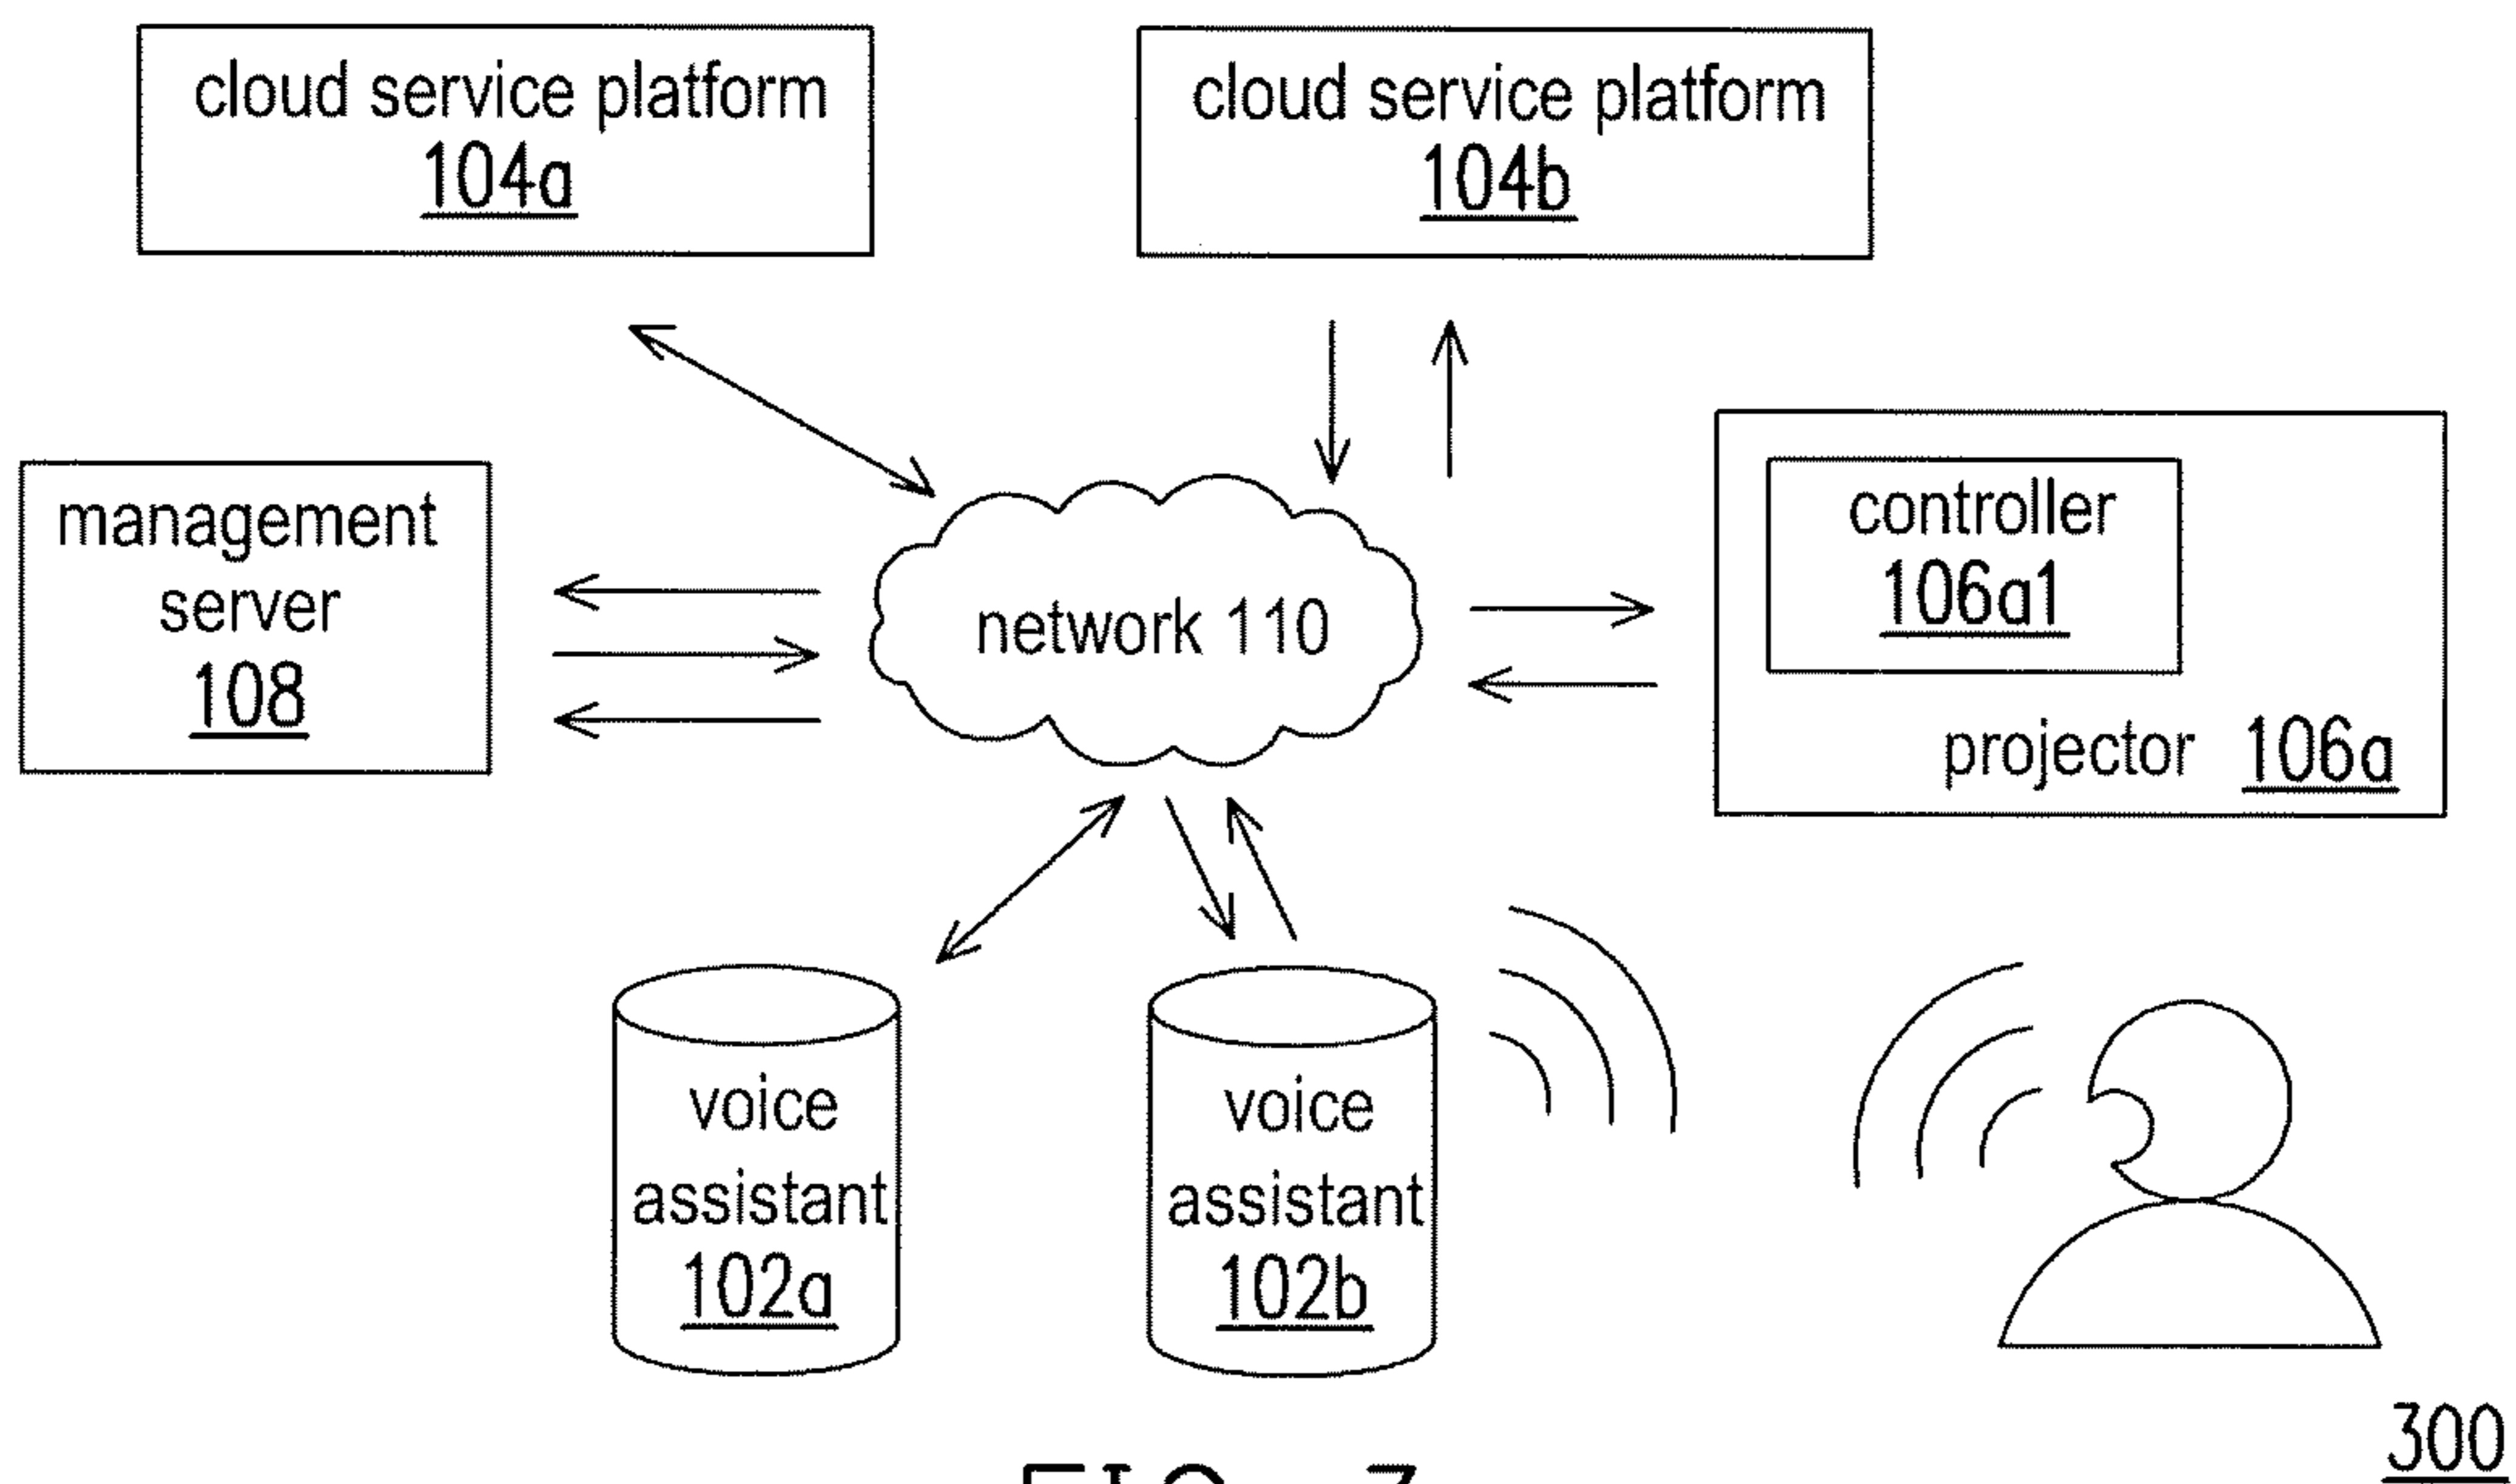 cloud service platform
104a
cloud service platform
104b
management
server
108
network 110
controller
106a1
projector 106a
voice
assistant
102a
voice
assistant
102b
300